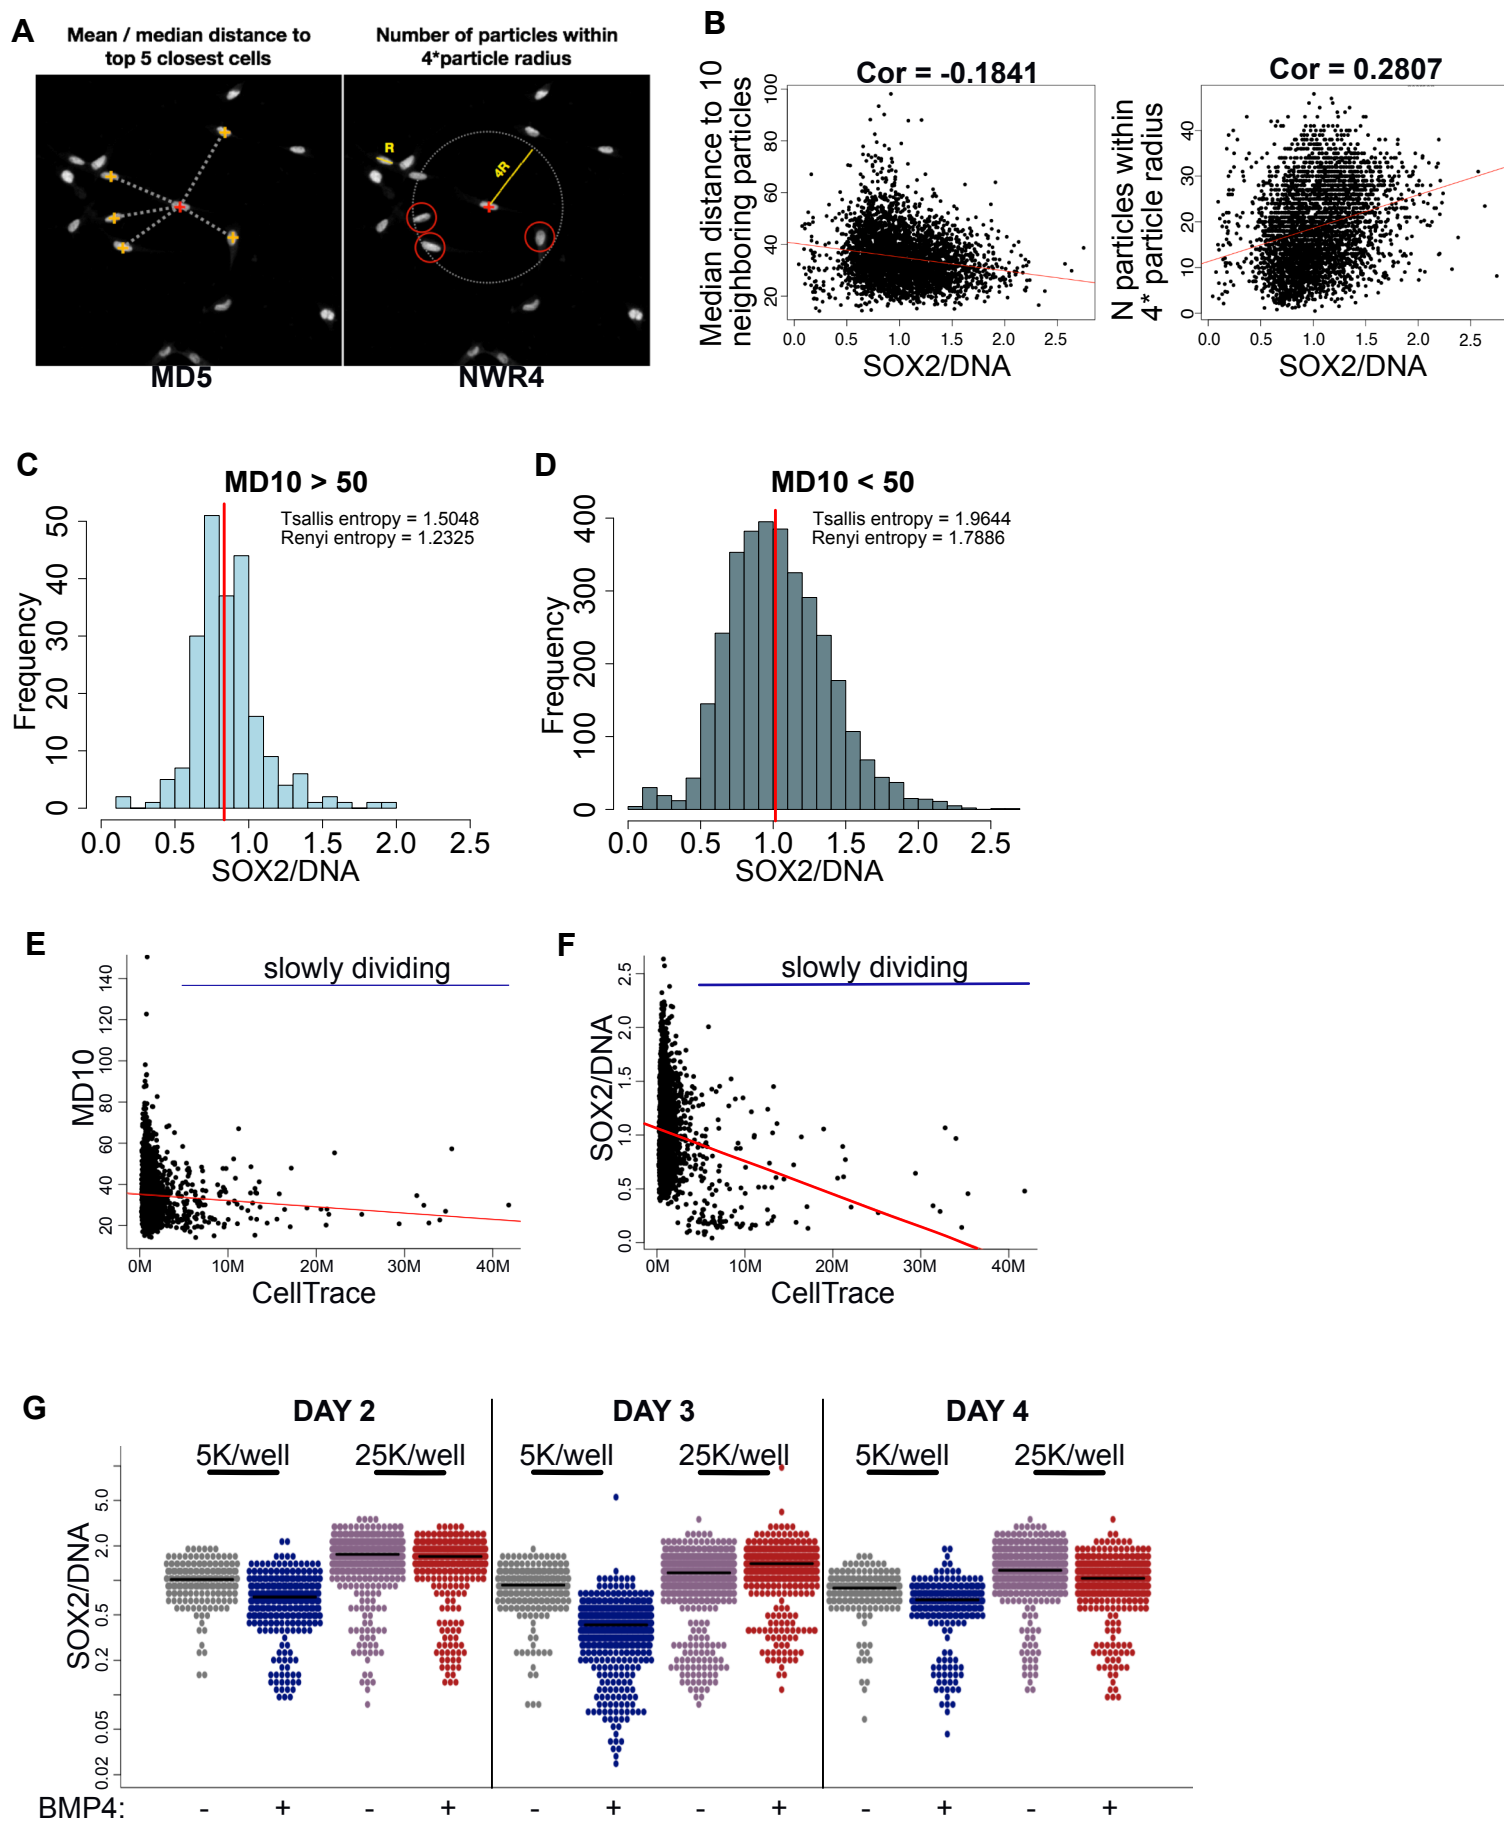 A
Mean / median distance to
top 5 closest cells
Number of particles within
4*particle radius
R
4R
MD5
NWR4
B
Cor = -0.1841
Median distance to 10
neighboring particles
100
80
60
40
20
0.0 0.5 1.0 1.5 2.0 2.5
SOX2/DNA
Cor = 0.2807
N particles within
4* particle radius
40
30
20
10
0
0.0 0.5 1.0 1.5 2.0 2.5
SOX2/DNA
C
MD10 > 50
Tsallis entropy = 1.5048
Renyi entropy = 1.2325
Frequency
50
40
30
20
10
0
0.0 0.5 1.0 1.5 2.0 2.5
SOX2/DNA
D
MD10 < 50
Tsallis entropy = 1.9644
Renyi entropy = 1.7886
Frequency
400
300
200
100
0
0.0 0.5 1.0 1.5 2.0 2.5
SOX2/DNA
E
slowly dividing
MD10
140
120
100
80
60
40
20
0M 10M 20M 30M 40M
CellTrace
F
slowly dividing
SOX2/DNA
2.5
2.0
1.5
1.0
0.5
0.0
0M 10M 20M 30M 40M
CellTrace
G
DAY 2 DAY 3 DAY 4
5K/well 25K/well 5K/well 25K/well 5K/well 25K/well
SOX2/DNA
5.0
2.0
0.5
0.2
0.05
0.02
BMP4: - + - + - + - + - + - +